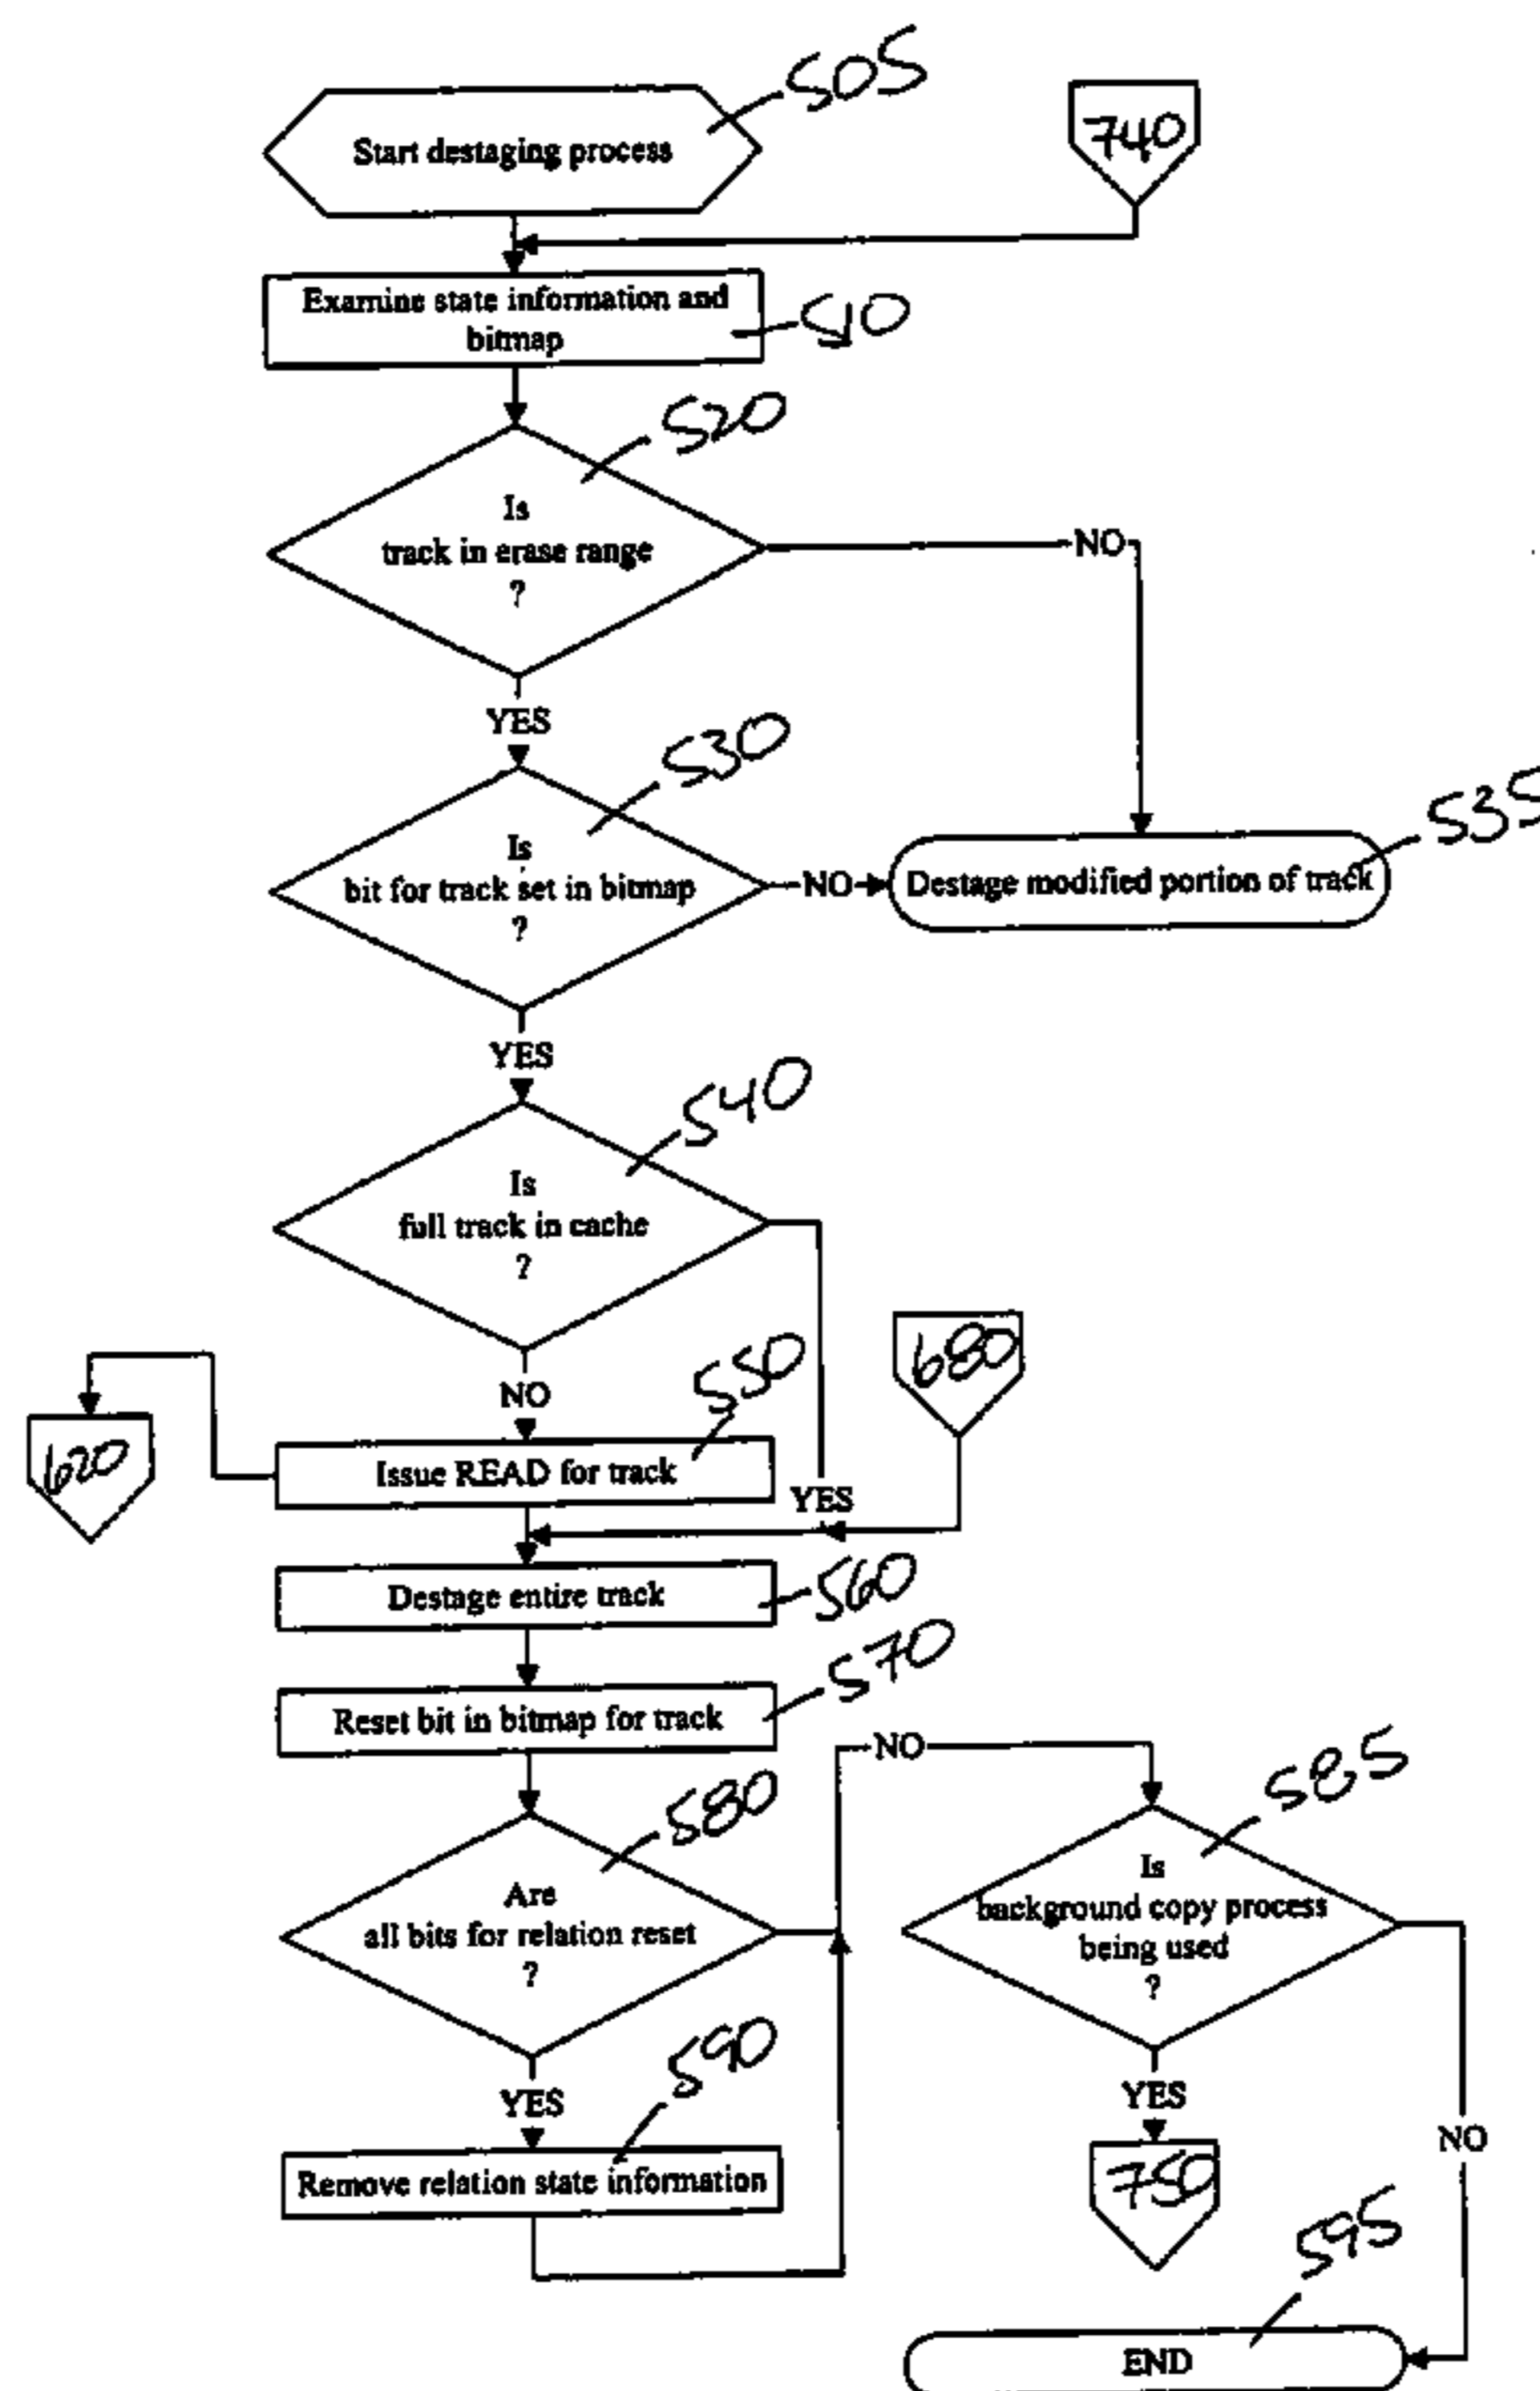 505
Start destaging process
740
Examine state information and
bitmap
510
520
Is
track in erase range
?
NO
YES
530
Is
bit for track set in bitmap
?
NO
535
Destage modified portion of track
YES
540
Is
full track in cache
?
NO
550
680
620
Issue READ for track
YES
Destage entire track
560
570
Reset bit in bitmap for track
NO
580
585
Are
all bits for relation reset
?
Is
background copy process
being used
?
590
YES
YES
NO
Remove relation state information
750
595
END